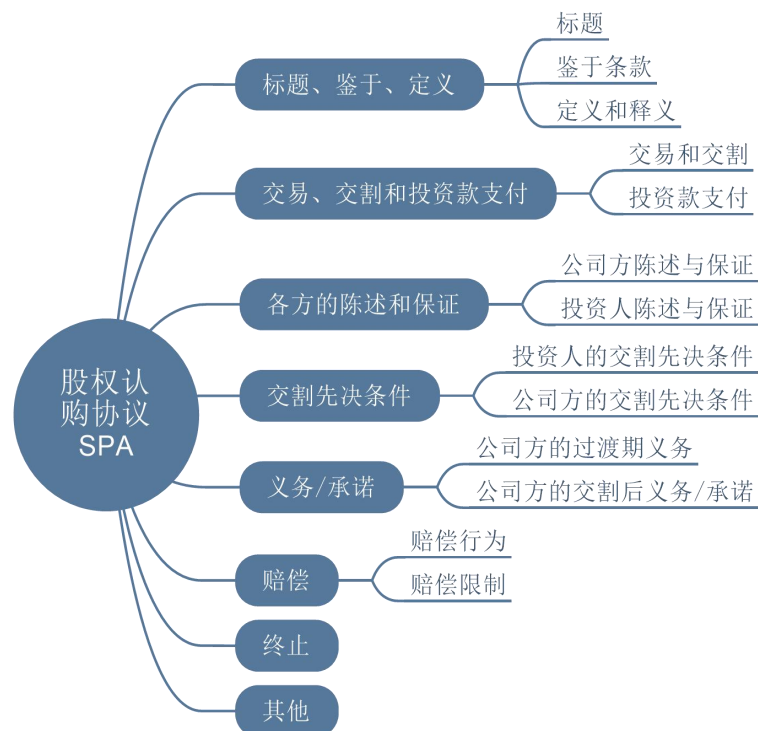 股权认
购协议
SPA
标题、鉴于、定义
标题
鉴于条款
定义和释义
交易、交割和投资款支付
交易和交割
投资款支付
各方的陈述和保证
公司方陈述与保证
投资人陈述与保证
交割先决条件
投资人的交割先决条件
公司方的交割先决条件
义务/承诺
公司方的过渡期义务
公司方的交割后义务/承诺
赔偿
赔偿行为
赔偿限制
终止
其他